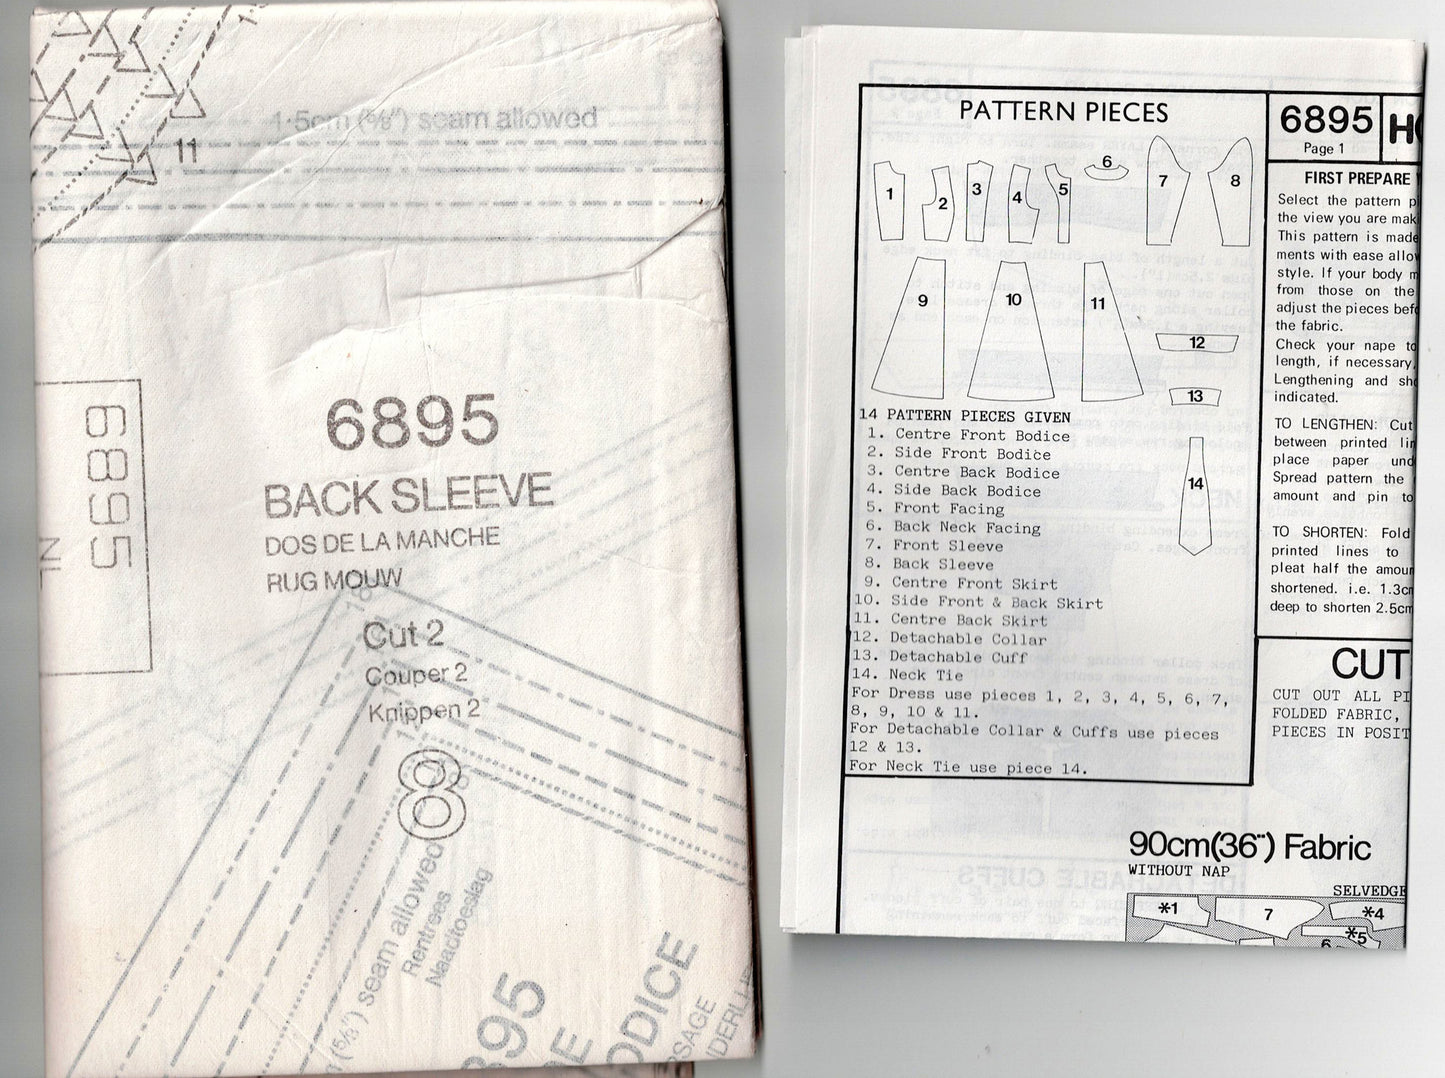 11
1·5cm (5/8") seam allowed
6895
6895
BACK SLEEVE
DOS DE LA MANCHE
RUG MOUW
Cut 2
Couper 2
Knippen 2
8
(5/8") seam allowed
Rentrees
Naadtoeslag
895
ODICE
PATTERN PIECES
1
2
3
4
5
6
7
8
9
10
11
12
13
14
14 PATTERN PIECES GIVEN
1. Centre Front Bodice
2. Side Front Bodice
3. Centre Back Bodice
4. Side Back Bodice
5. Front Facing
6. Back Neck Facing
7. Front Sleeve
8. Back Sleeve
9. Centre Front Skirt
10. Side Front & Back Skirt
11. Centre Back Skirt
12. Detachable Collar
13. Detachable Cuff
14. Neck Tie
For Dress use pieces 1, 2, 3, 4, 5, 6, 7,
8, 9, 10 & 11.
For Detachable Collar & Cuffs use pieces
12 & 13.
For Neck Tie use piece 14.
6895
Page 1
FIRST PREPARE
Select the pattern
the view you are
This pattern is made
ments with ease
style. If your body
from those on the
adjust the pieces
the fabric.
Check your nape to
length, if necessary
Lengthening and
indicated.
TO LENGTHEN: Cut
between printed
place paper
Spread pattern the
amount and pin to
TO SHORTEN: Fold
printed lines to
pleat half the
shortened. i.e. 1.3cm
deep to shorten 2.5cm
CUT
CUT OUT ALL
FOLDED FABRIC,
PIECES IN
90cm(36") Fabric
WITHOUT NAP
SELVEDGE
*1
7
*4
*5
6